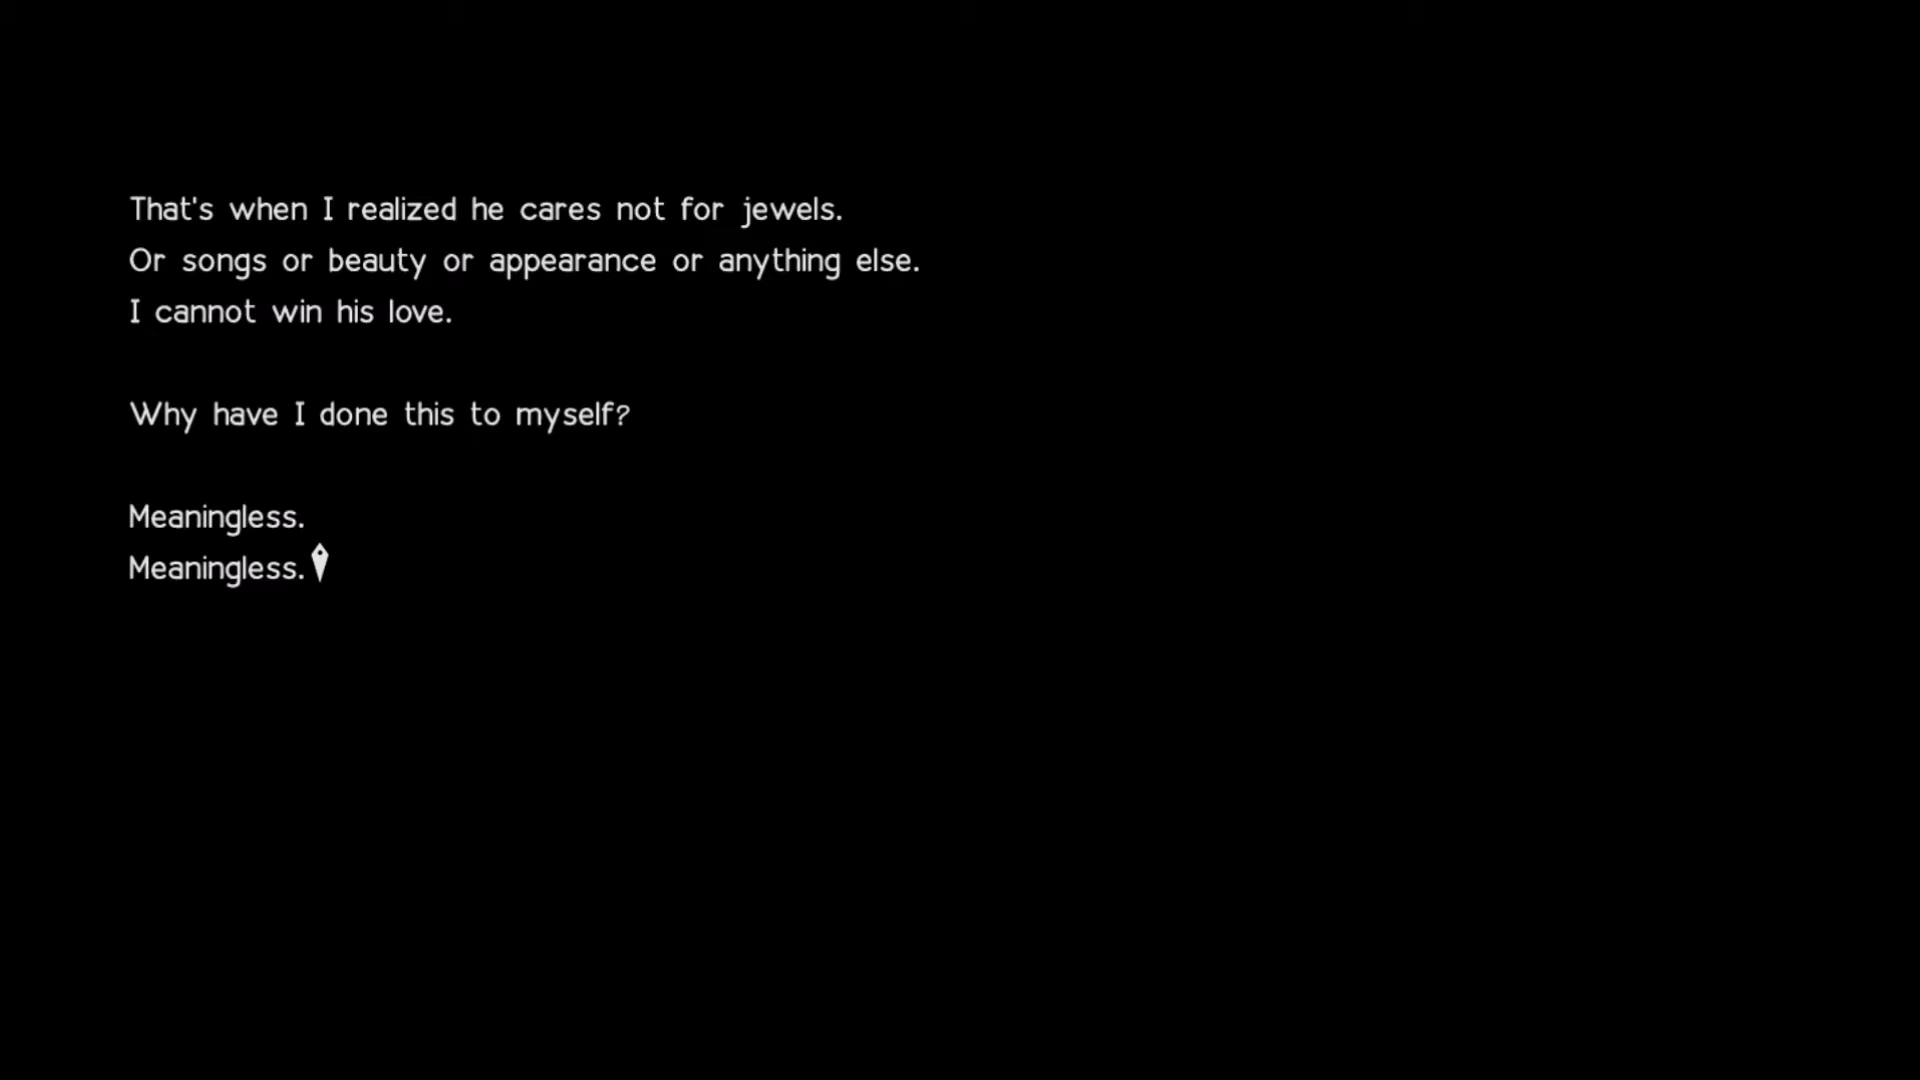 That's when I realized he cares not for jewels.
Or songs or beauty or appearance or anything else.
I cannot win his love.
Why have I done this to myself?
Meaningless.
Meaningless.